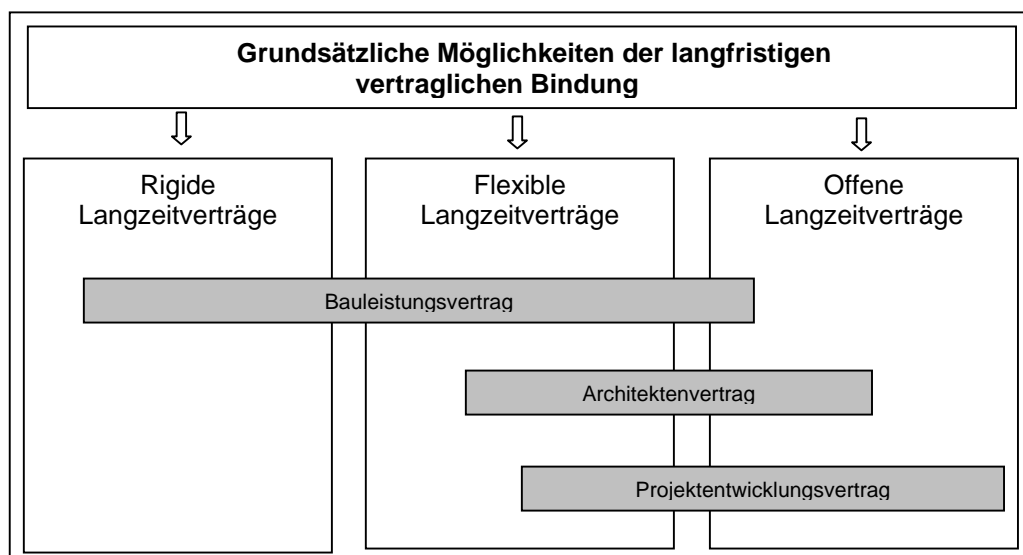 Grundsätzliche Möglichkeiten der langfristigen
vertraglichen Bindung
Rigide
Langzeitverträge
Flexible
Langzeitverträge
Offene
Langzeitverträge
Bauleistungsvertrag
Architektenvertrag
Projektentwicklungsvertrag